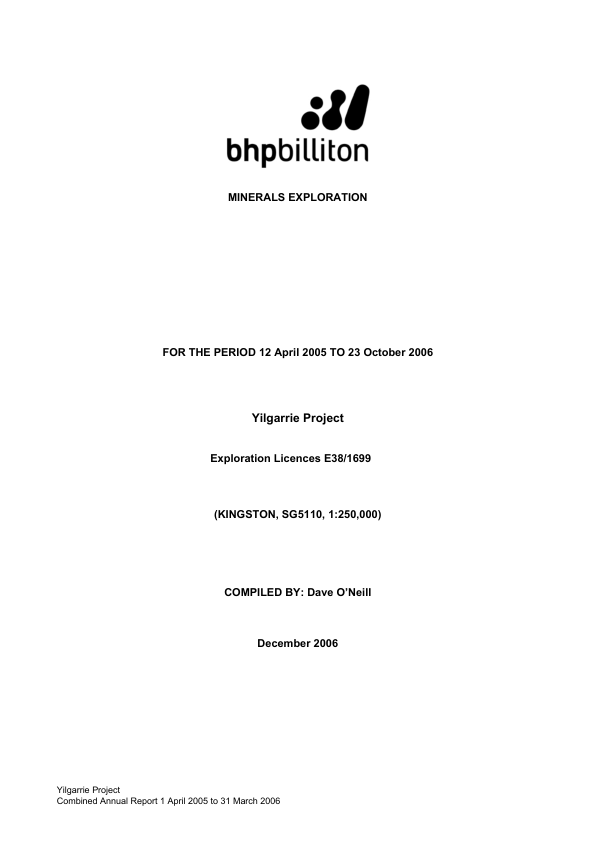 bhpbilliton
MINERALS EXPLORATION
FOR THE PERIOD 12 April 2005 TO 23 October 2006
Yilgarrie Project
Exploration Licences E38/1699
(KINGSTON, SG5110, 1:250,000)
COMPILED BY: Dave O'Neill
December 2006
Yilgarrie Project
Combined Annual Report 1 April 2005 to 31 March 2006